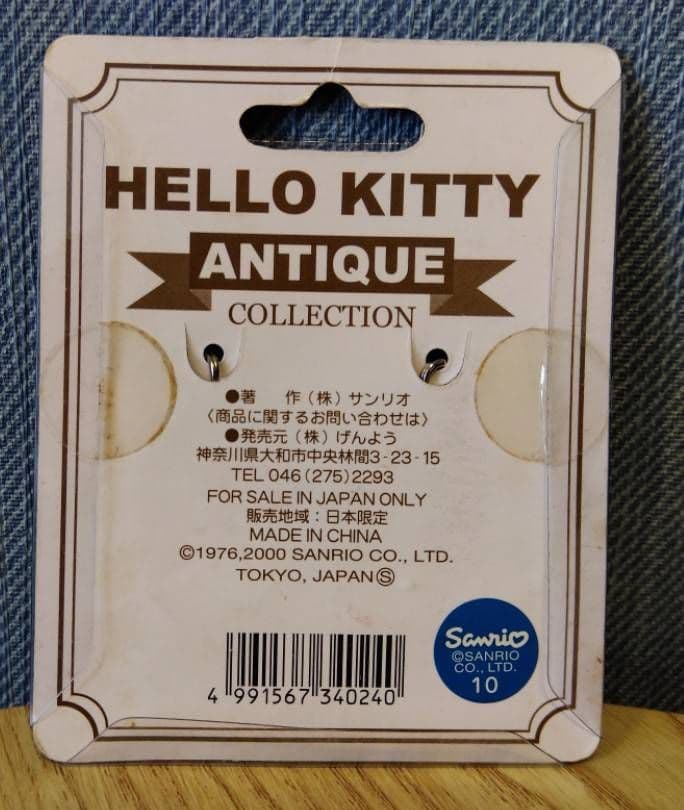 HELLO KITTY
ANTIQUE
COLLECTION
●著　作(株)サンリオ
〈商品に関するお問い合わせは〉
●発売元(株)げんよう
神奈川県大和市中央林間3-23-15
TEL 046(275)2293
FOR SALE IN JAPAN ONLY
販売地域:日本限定
MADE IN CHINA
©1976,2000 SANRIO CO., LTD.
TOKYO, JAPAN Ⓢ
4 991567 340240
Sanrio
©SANRIO
CO., LTD.
10